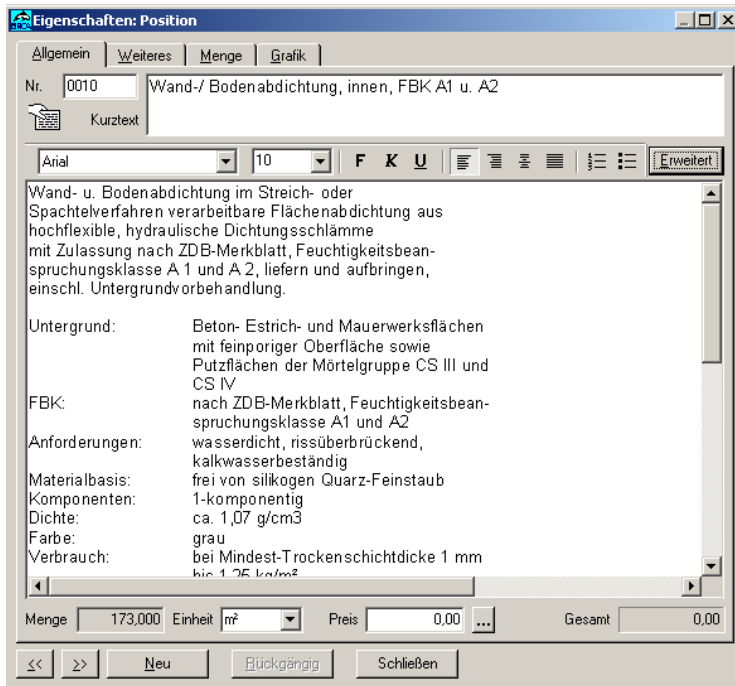 Eigenschaften: Position
Allgemein Weiteres Menge Grafik
Nr. 0010 Wand-/ Bodenabdichtung, innen, FBK A1 u. A2
Kurztext
Arial 10 F K U Erweitert
Wand- u. Bodenabdichtung im Streich- oder
Spachtelverfahren verarbeitbare Flächenabdichtung aus
hochflexible, hydraulische Dichtungsschlämme
mit Zulassung nach ZDB-Merkblatt, Feuchtigkeitsbean-
spruchungsklasse A 1 und A 2, liefern und aufbringen,
einschl. Untergrundvorbehandlung.
Untergrund: Beton- Estrich- und Mauerwerksflächen
mit feinporiger Oberfläche sowie
Putzflächen der Mörtelgruppe CS III und
CS IV
FBK: nach ZDB-Merkblatt, Feuchtigkeitsbean-
spruchungsklasse A1 und A2
Anforderungen: wasserdicht, rissüberbrückend,
kalkwasserbeständig
Materialbasis: frei von silikogen Quarz-Feinstaub
Komponenten: 1-komponentig
Dichte: ca. 1,07 g/cm3
Farbe: grau
Verbrauch: bei Mindest-Trockenschichtdicke 1 mm
bis 1,25 kg/m²
Menge 173,000 Einheit m² Preis 0,00 ... Gesamt 0,00
<< >> Neu Rückgängig Schließen